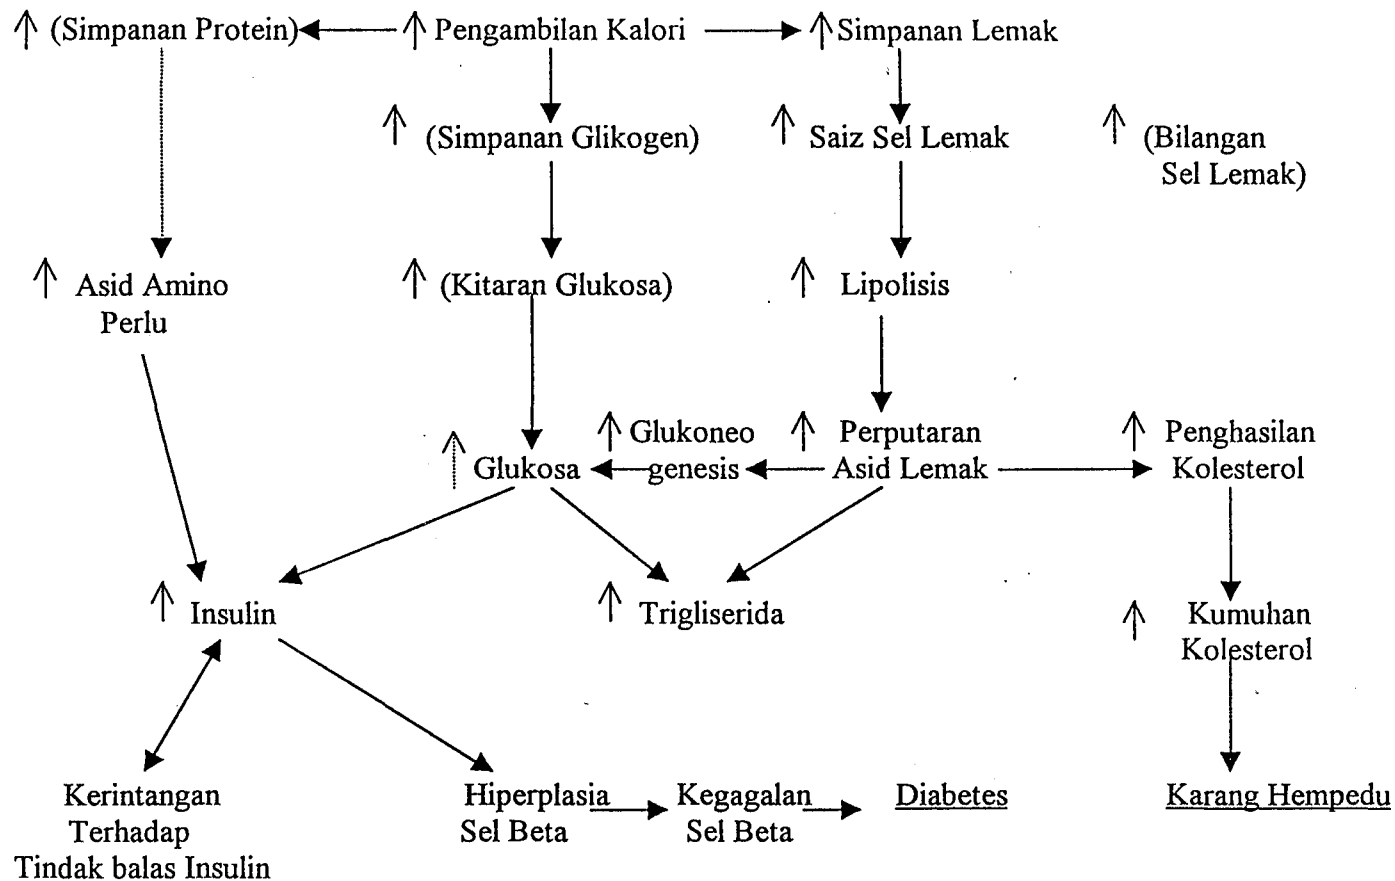 ↑ (Simpanan Protein) ↑ Pengambilan Kalori ↑ Simpanan Lemak
↑ (Simpanan Glikogen) ↑ Saiz Sel Lemak ↑ (Bilangan
Sel Lemak)
↑ Asid Amino ↑ (Kitaran Glukosa) ↑ Lipolisis
Perlu
↑ Glukoneo ↑ Perputaran ↑ Penghasilan
↑ Glukosa genesis Asid Lemak Kolesterol
↑ Insulin ↑ Trigliserida ↑ Kumuhan
Kolesterol
Kerintangan Hiperplasia Kegagalan Diabetes Karang Hempedu
Terhadap Sel Beta Sel Beta
Tindak balas Insulin